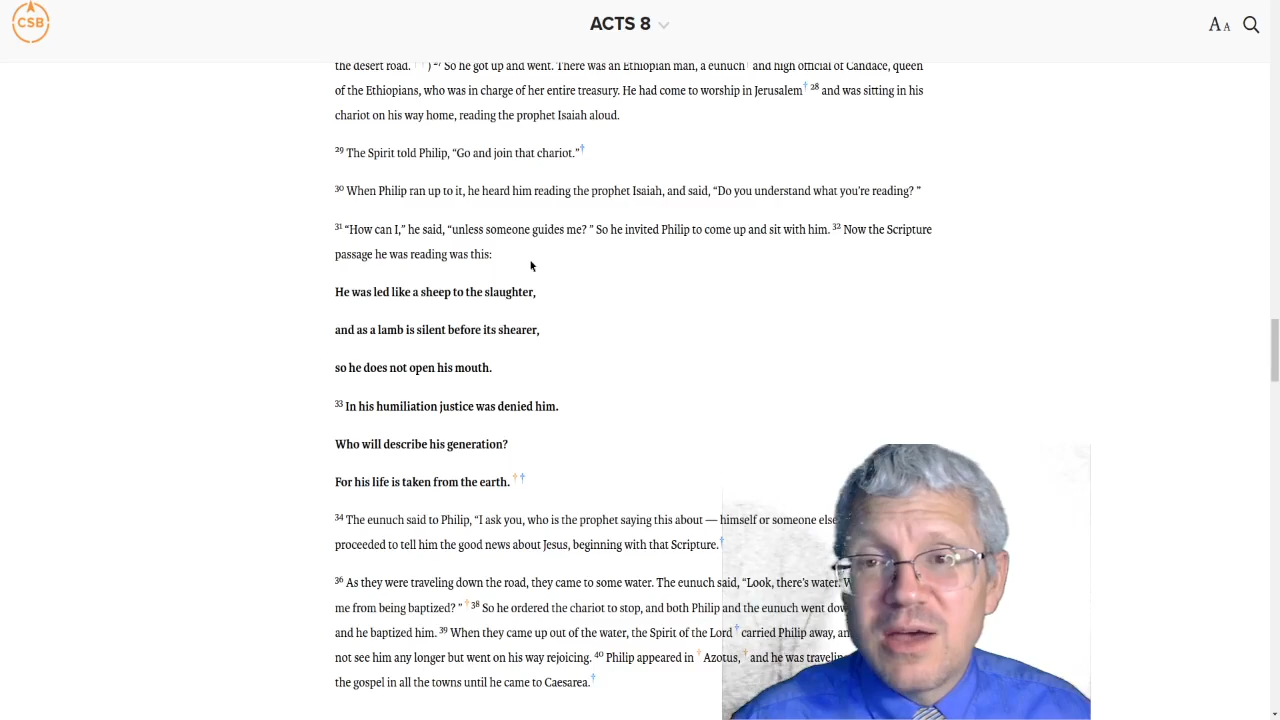 CSB
ACTS 8
A A
the desert road. † † ) 27 So he got up and went. There was an Ethiopian man, a eunuch† and high official of Candace, queen
of the Ethiopians, who was in charge of her entire treasury. He had come to worship in Jerusalem† 28 and was sitting in his
chariot on his way home, reading the prophet Isaiah aloud.
29 The Spirit told Philip, “Go and join that chariot.”†
30 When Philip ran up to it, he heard him reading the prophet Isaiah, and said, “Do you understand what you’re reading? ”
31 “How can I,” he said, “unless someone guides me? ” So he invited Philip to come up and sit with him. 32 Now the Scripture
passage he was reading was this:
He was led like a sheep to the slaughter,
and as a lamb is silent before its shearer,
so he does not open his mouth.
33 In his humiliation justice was denied him.
Who will describe his generation?
For his life is taken from the earth. † †
34 The eunuch said to Philip, “I ask you, who is the prophet saying this about — himself or someone else
proceeded to tell him the good news about Jesus, beginning with that Scripture.†
36 As they were traveling down the road, they came to some water. The eunuch said, “Look, there’s water.
me from being baptized? ” † 38 So he ordered the chariot to stop, and both Philip and the eunuch went
and he baptized him. 39 When they came up out of the water, the Spirit of the Lord † carried Philip away,
not see him any longer but went on his way rejoicing. 40 Philip appeared in † Azotus, † and he was
the gospel in all the towns until he came to Caesarea.†